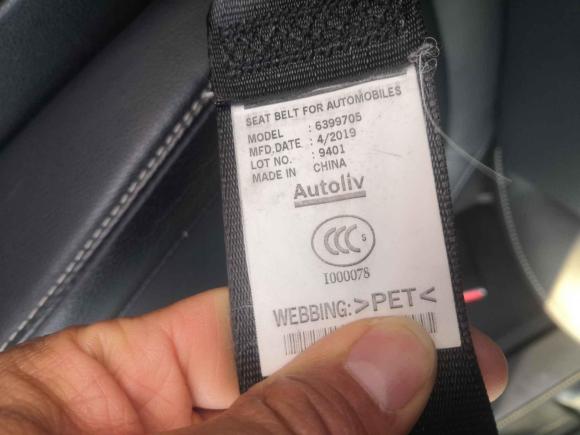 SEAT BELT FOR AUTOMOBILES
MODEL : 6399705
MFD.DATE : 4/2019
LOT NO. : 9401
MADE IN CHINA
Autoliv
CCC S
I000078
WEBBING:>PET<